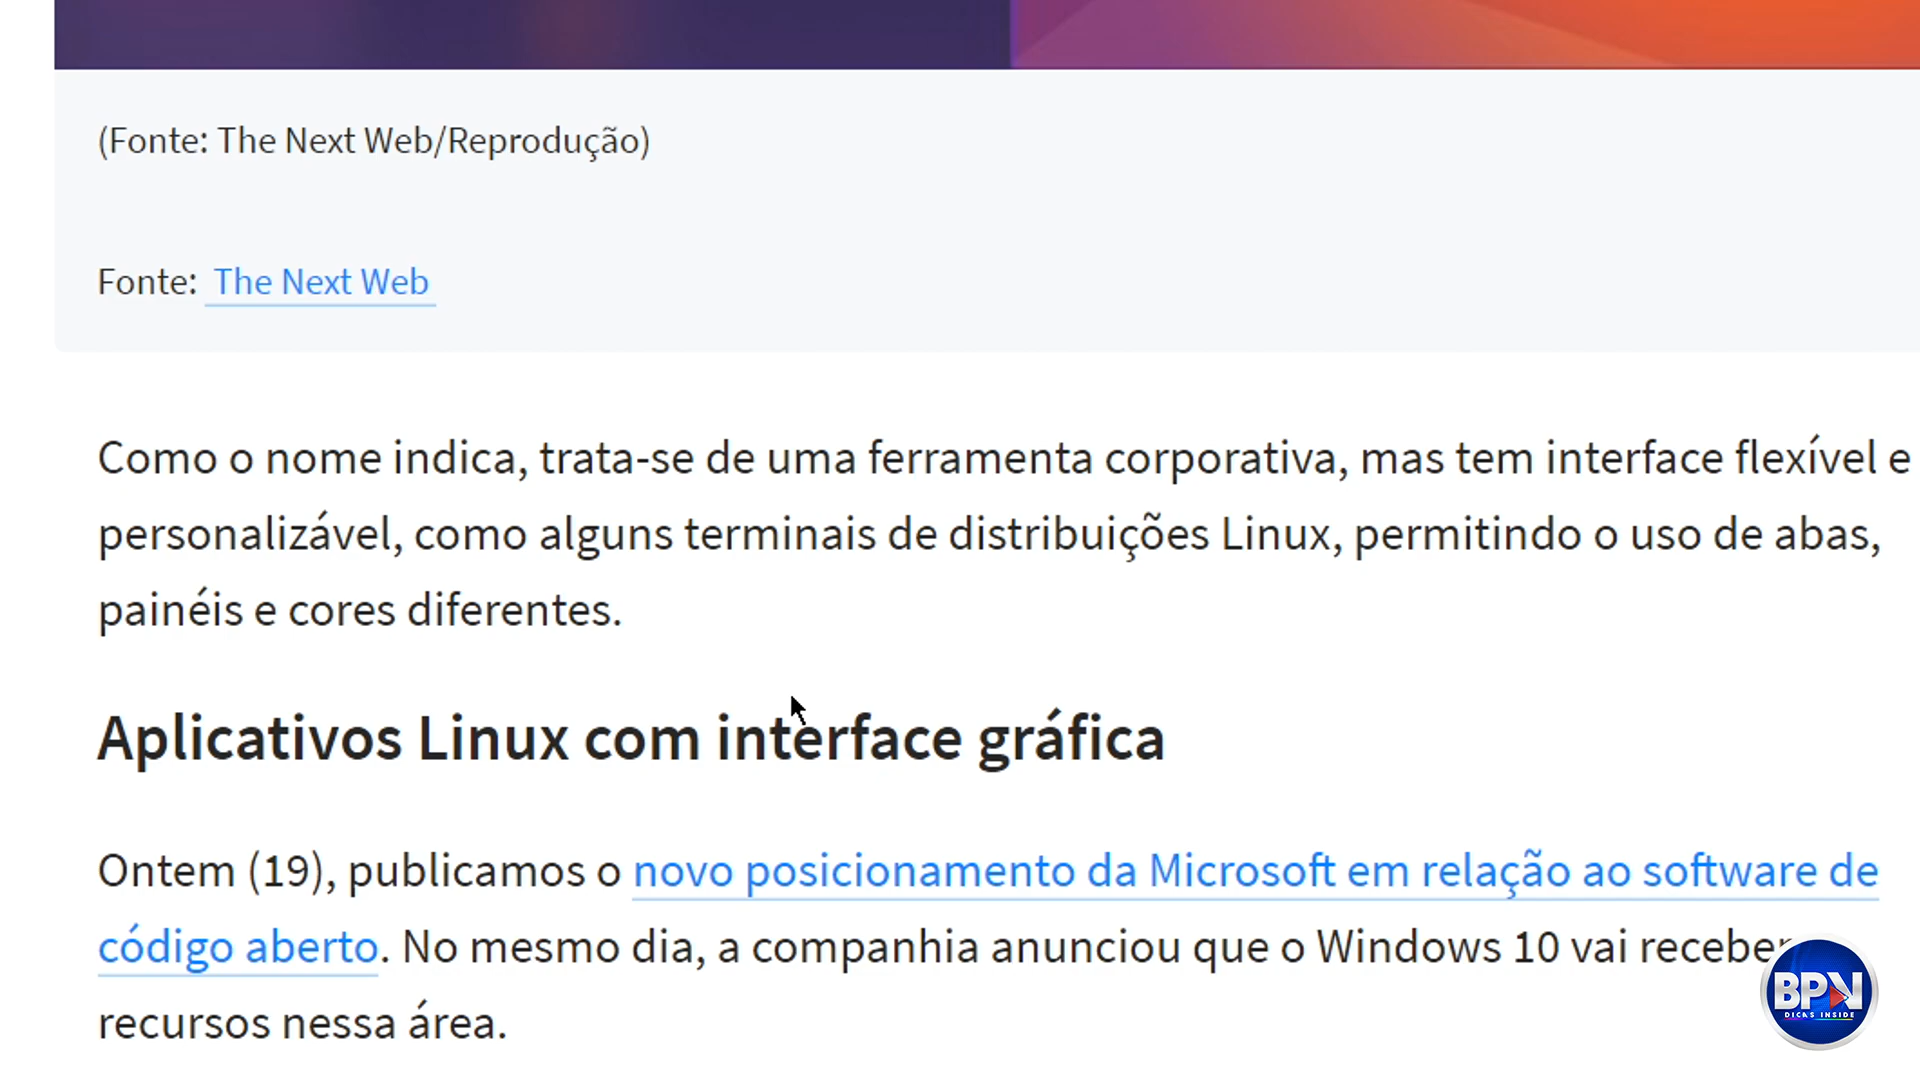 (Fonte: The Next Web/Reprodução)
Fonte: The Next Web
Como o nome indica, trata-se de uma ferramenta corporativa, mas tem interface flexível e
personalizável, como alguns terminais de distribuições Linux, permitindo o uso de abas,
painéis e cores diferentes.
Aplicativos Linux com interface gráfica
Ontem (19), publicamos o novo posicionamento da Microsoft em relação ao software de
código aberto. No mesmo dia, a companhia anunciou que o Windows 10 vai receber
recursos nessa área.
BPN
DICAS INSIDE